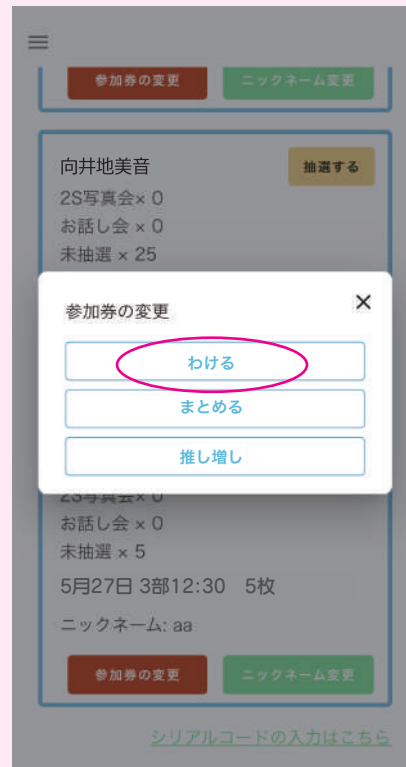 参加券の変更 ニックネーム変更
向井地美音 抽選する
2S写真会× 0
お話し会 × 0
未抽選 × 25
参加券の変更 ×
わける
まとめる
推し増し
2S写真会× 0
お話し会 × 0
未抽選 × 5
5月27日 3部12:30 5枚
ニックネーム: aa
参加券の変更 ニックネーム変更
シリアルコードの入力はこちら